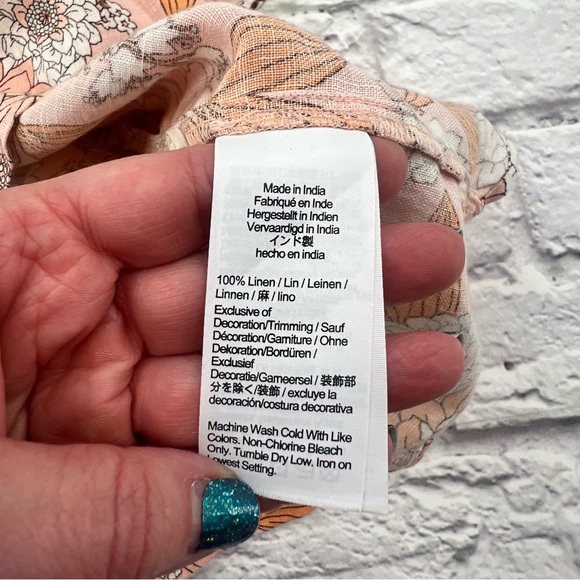 Made in India
Fabriqué en Inde
Hergestellt in Indien
Vervaardigd in India
インド製
hecho en india
100% Linen / Lin / Leinen /
Linnen / 麻 / lino
Exclusive of
Decoration/Trimming / Sauf
Décoration/Garniture / Ohne
Dekoration/Bordüren /
Exclusief
Decoratie/Garneersel / 装飾部
分を除く/装飾 / excluye la
decoración/costura decorativa
Machine Wash Cold With Like
Colors. Non-Chlorine Bleach
Only. Tumble Dry Low. Iron on
Lowest Setting.